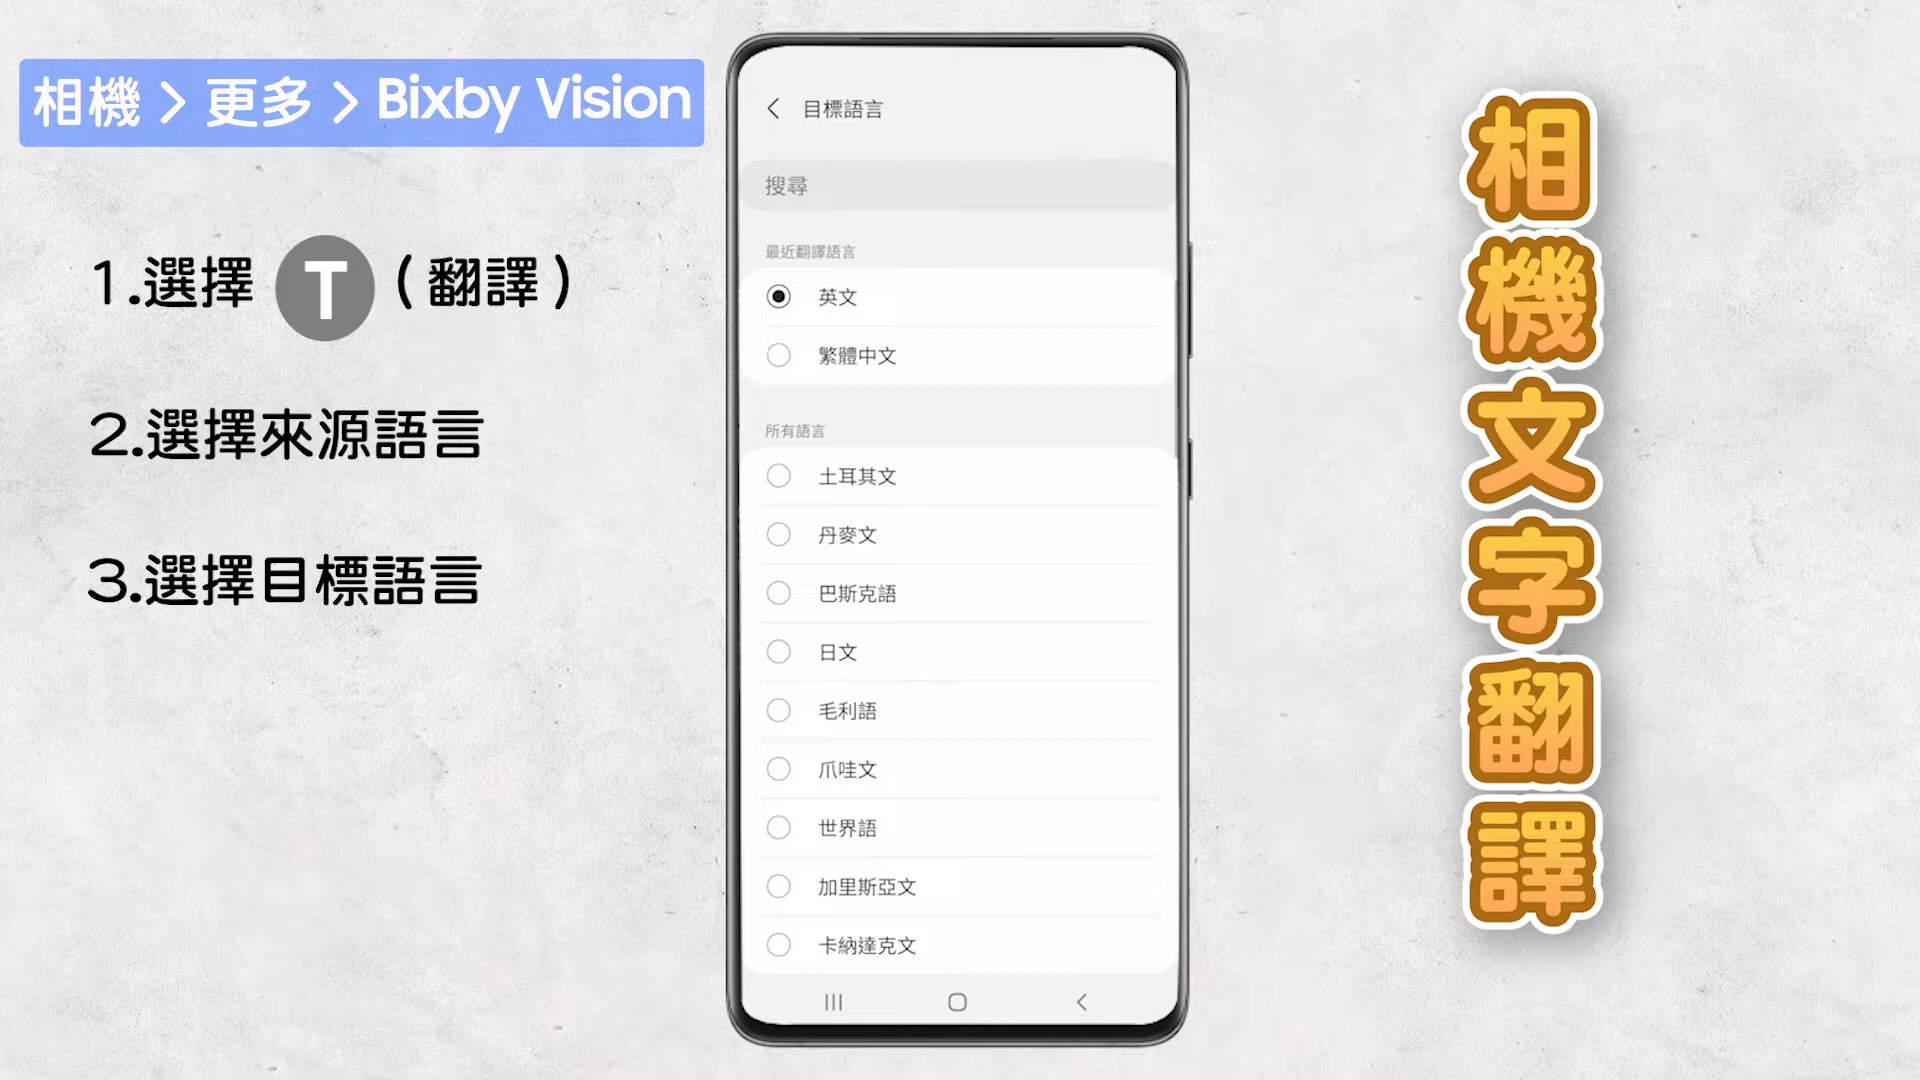 相機 > 更多 > Bixby Vision
1.選擇 T (翻譯)
2.選擇來源語言
3.選擇目標語言
目標語言
搜尋
最近翻譯語言
英文
繁體中文
所有語言
土耳其文
丹麥文
巴斯克語
日文
毛利語
爪哇文
世界語
加里斯亞文
卡納達克文
相機文字翻譯